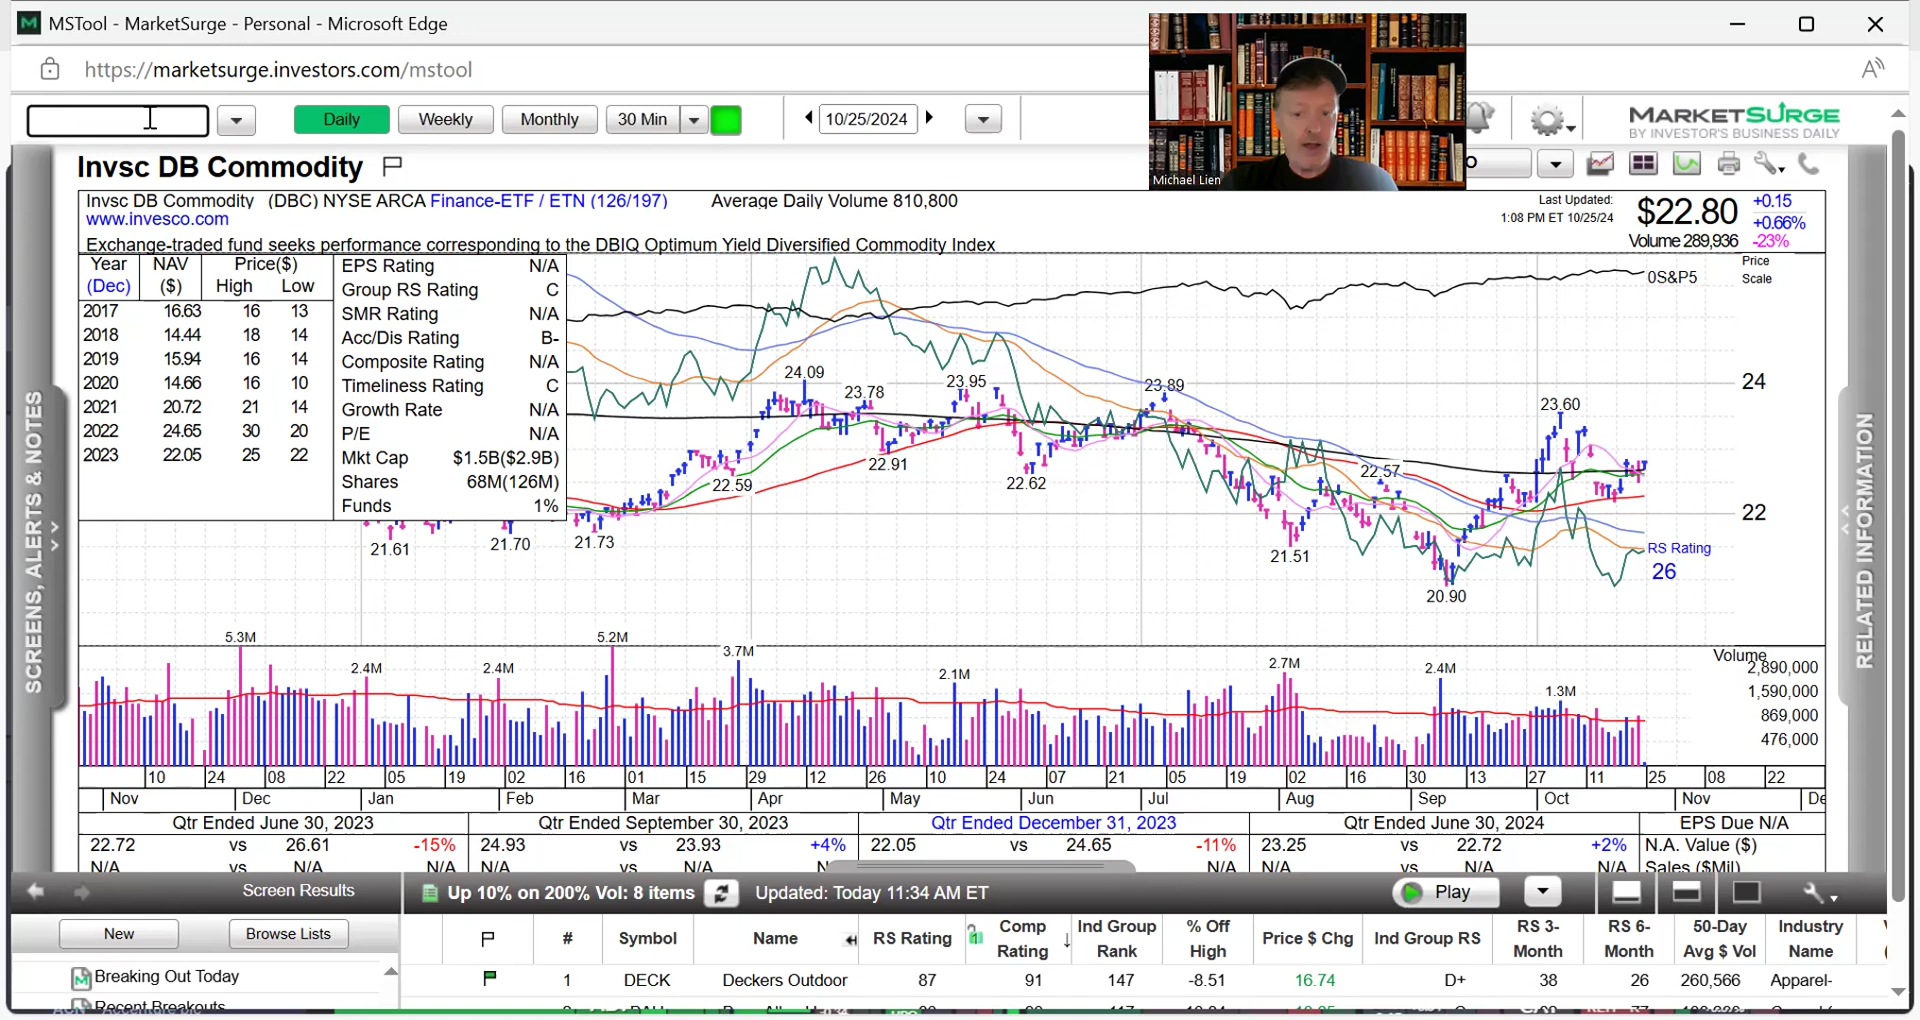 MSTool - MarketSurge - Personal - Microsoft Edge
https://marketsurge.investors.com/mstool
Daily Weekly Monthly 30 Min 10/25/2024
MARKETSURGE
BY INVESTOR'S BUSINESS DAILY
Michael Lien
Invsc DB Commodity
Invsc DB Commodity (DBC) NYSE ARCA Finance-ETF / ETN (126/197) Average Daily Volume 810,800
www.invesco.com
Exchange-traded fund seeks performance corresponding to the DBIQ Optimum Yield Diversified Commodity Index
Last Updated:
1:08 PM ET 10/25/24
$22.80 +0.15
+0.66%
Volume 289,936 -23%
Year NAV Price($)
(Dec) ($) High Low
2017 16.63 16 13
2018 14.44 18 14
2019 15.94 16 14
2020 14.66 16 10
2021 20.72 21 14
2022 24.65 30 20
2023 22.05 25 22
EPS Rating N/A
Group RS Rating C
SMR Rating N/A
Acc/Dis Rating B-
Composite Rating N/A
Timeliness Rating C
Growth Rate N/A
P/E N/A
Mkt Cap $1.5B($2.9B)
Shares 68M(126M)
Funds 1%
Price
Scale
0S&P5
24
22
RS Rating
26
24.09
23.78
23.95
23.89
23.60
22.59
22.91
22.62
22.57
21.61
21.70
21.73
21.51
20.90
5.3M
2.4M
2.4M
5.2M
3.7M
2.1M
2.7M
2.4M
1.3M
Volume
2,890,000
1,590,000
869,000
476,000
10 24 08 22 05 19 02 16 01 15 29 12 26 10 24 07 21 05 19 02 16 30 13 27 11 25 08 22
Nov Dec Jan Feb Mar Apr May Jun Jul Aug Sep Oct Nov De
Qtr Ended June 30, 2023 Qtr Ended September 30, 2023 Qtr Ended December 31, 2023 Qtr Ended June 30, 2024 EPS Due N/A
22.72 vs 26.61 -15% 24.93 vs 23.93 +4% 22.05 vs 24.65 -11% 23.25 vs 22.72 +2% N.A. Value ($)
N/A vs N/A N/A N/A vs N/A N/A vs N/A N/A N/A vs N/A N/A Sales ($Mil)
SCREENS, ALERTS & NOTES
RELATED INFORMATION
Screen Results
Up 10% on 200% Vol: 8 items Updated: Today 11:34 AM ET Play
New Browse Lists
Breaking Out Today
Recent Breakouts
# Symbol Name RS Rating 1 Comp Rating Ind Group Rank % Off High Price $ Chg Ind Group RS RS 3-Month RS 6-Month 50-Day Avg $ Vol Industry Name
1 DECK Deckers Outdoor 87 91 147 -8.51 16.74 D+ 38 26 260,566 Apparel-